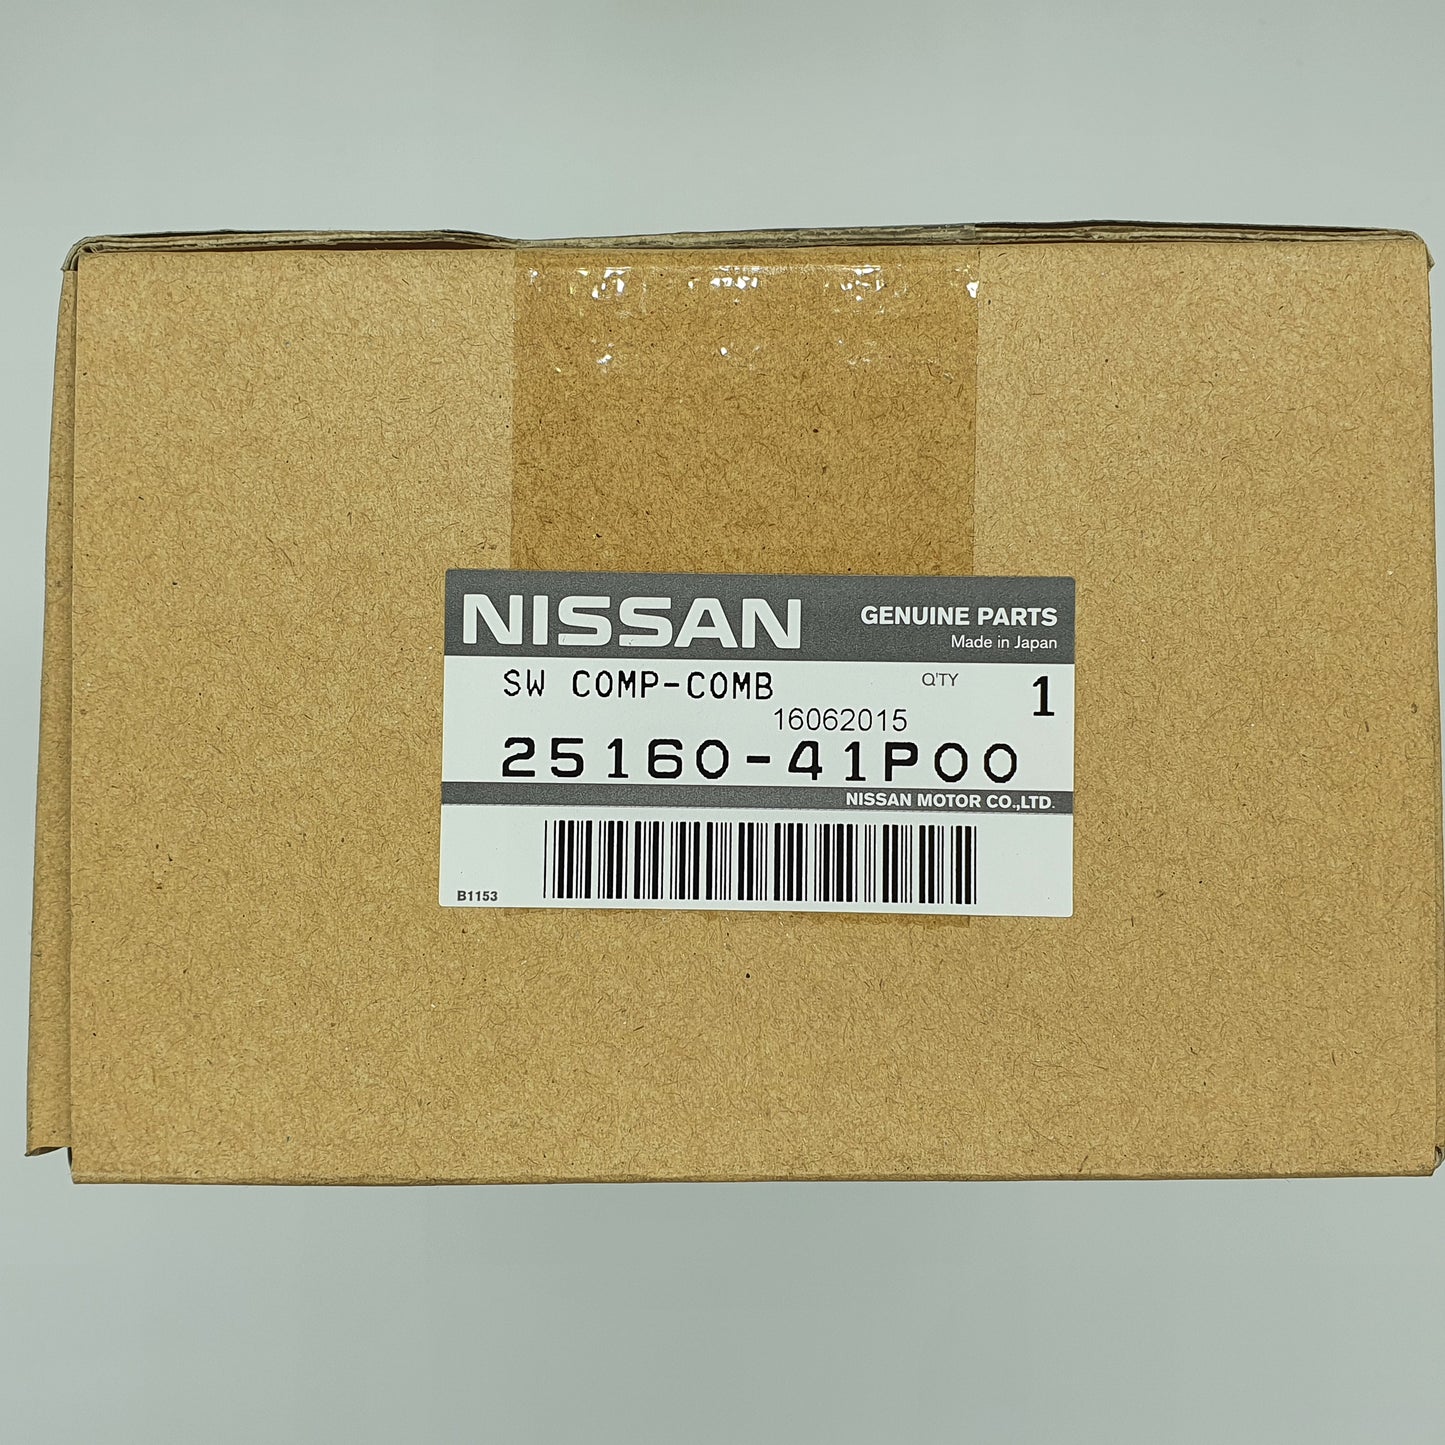 NISSAN GENUINE PARTS
Made in Japan
SW COMP-COMB Q'TY 1
16062015
25160-41P00
NISSAN MOTOR CO.,LTD.
B1153